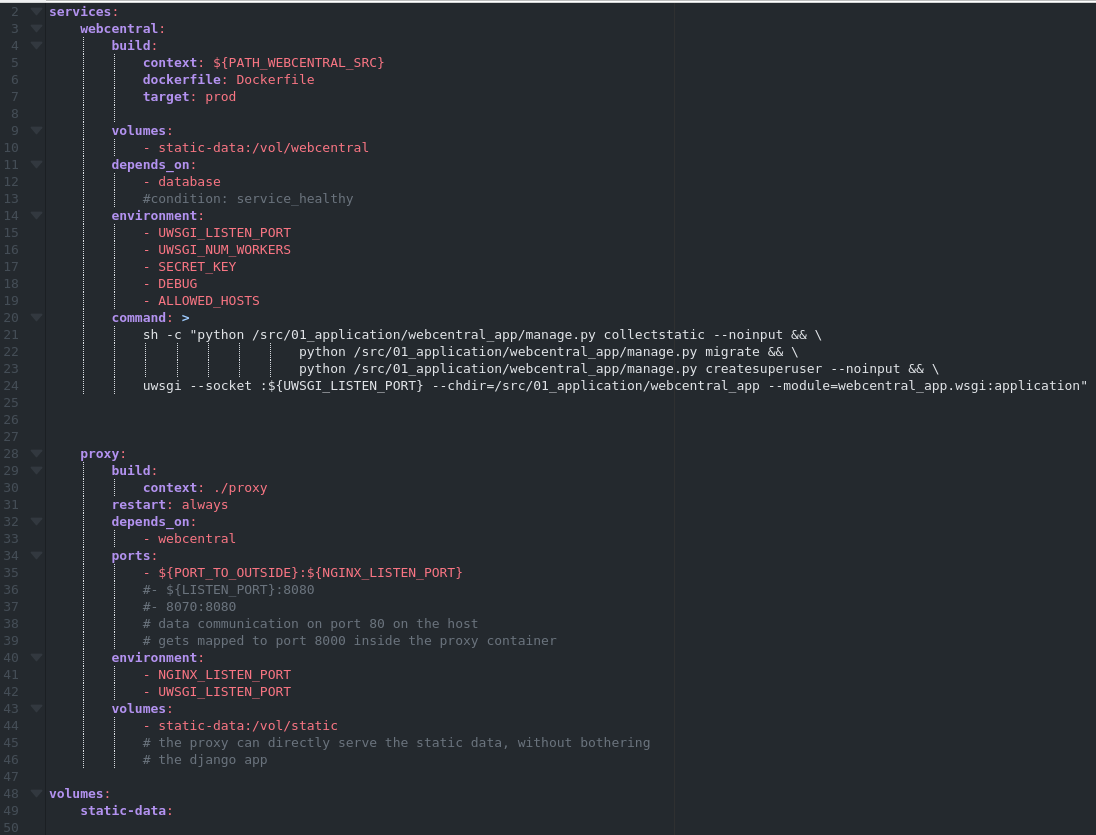 2 services:
3     webcentral:
4         build:
5             context: ${PATH_WEBCENTRAL_SRC}
6             dockerfile: Dockerfile
7             target: prod
8
9         volumes:
10             - static-data:/vol/webcentral
11         depends_on:
12             - database
13             #condition: service_healthy
14         environment:
15             - UWSGI_LISTEN_PORT
16             - UWSGI_NUM_WORKERS
17             - SECRET_KEY
18             - DEBUG
19             - ALLOWED_HOSTS
20         command: >
21             sh -c "python /src/01_application/webcentral_app/manage.py collectstatic --noinput && \
22                                 python /src/01_application/webcentral_app/manage.py migrate && \
23                                 python /src/01_application/webcentral_app/manage.py createsuperuser --noinput && \
24             uwsgi --socket :${UWSGI_LISTEN_PORT} --chdir=/src/01_application/webcentral_app --module=webcentral_app.wsgi:application"
25
26
27
28     proxy:
29         build:
30             context: ./proxy
31         restart: always
32         depends_on:
33             - webcentral
34         ports:
35             - ${PORT_TO_OUTSIDE}:${NGINX_LISTEN_PORT}
36             #- ${LISTEN_PORT}:8080
37             #- 8070:8080
38             # data communication on port 80 on the host
39             # gets mapped to port 8000 inside the proxy container
40         environment:
41             - NGINX_LISTEN_PORT
42             - UWSGI_LISTEN_PORT
43         volumes:
44             - static-data:/vol/static
45             # the proxy can directly serve the static data, without bothering
46             # the django app
47
48 volumes:
49     static-data:
50